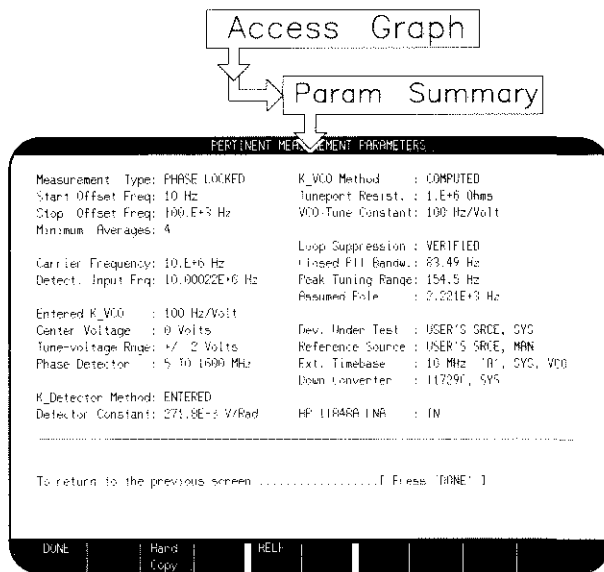 Access Graph
Param Summary
PERTINENT MEASUREMENT PARAMETERS
Measurement Type: PHASE LOCKED
Start Offset Freq: 10 Hz
Stop Offset Freq: 100.E+3 Hz
Minimum Averages: 4
Carrier Frequency: 10.E+6 Hz
Detect. Input Frq: 10.00022E+6 Hz
Entered K_VCO : 100 Hz/Volt
Center Voltage : 0 Volts
Tune-voltage Rnge: +/- 2 Volts
Phase Detector : 5 TO 1600 MHz
K_Detector Method: ENTERED
Detector Constant: 271.8E-3 V/Rad
K_VCO Method : COMPUTED
Tuneport Resist. : 1.E+6 Ohms
VCO-Tune Constant: 100 Hz/Volt
Loop Suppression : VERIFIED
Closed Pll Bandw.: 83.49 Hz
Peak Tuning Range: 154.5 Hz
Assumed Pole : 2.221E+3 Hz
Dev. Under Test : USER'S SRCE, SYS
Reference Source : USER'S SRCE, MAN
Ext. Timebase : 10 MHz 'A', SYS, VCO
Down Converter : 11729C, SYS
HP 11848A LNA : IN
To return to the previous screen ..................[ Press 'DONE' ]
DONE
Hard Copy
HELP